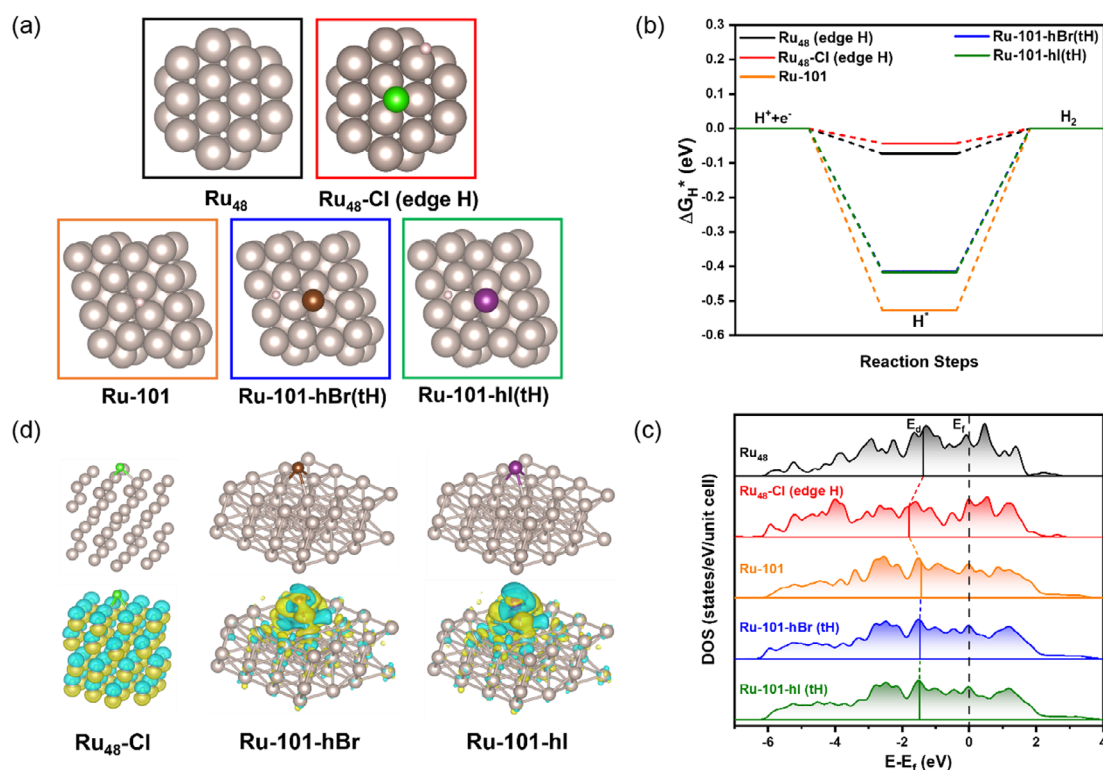 (a)
Ru48
Ru48-Cl (edge H)
Ru-101
Ru-101-hBr(tH)
Ru-101-hI(tH)
(b)
0.3
0.2
0.1
0.0
-0.1
-0.2
-0.3
-0.4
-0.5
-0.6
ΔGH* (eV)
Ru48 (edge H)
Ru48-Cl (edge H)
Ru-101
Ru-101-hBr(tH)
Ru-101-hI(tH)
H⁺+e⁻
H₂
H*
Reaction Steps
(d)
Ru48-Cl
Ru-101-hBr
Ru-101-hI
(c)
DOS (states/eV/unit cell)
Ed
Ef
Ru48
Ru48-Cl (edge H)
Ru-101
Ru-101-hBr (tH)
Ru-101-hI (tH)
-6
-4
-2
0
2
4
E-Ef (eV)